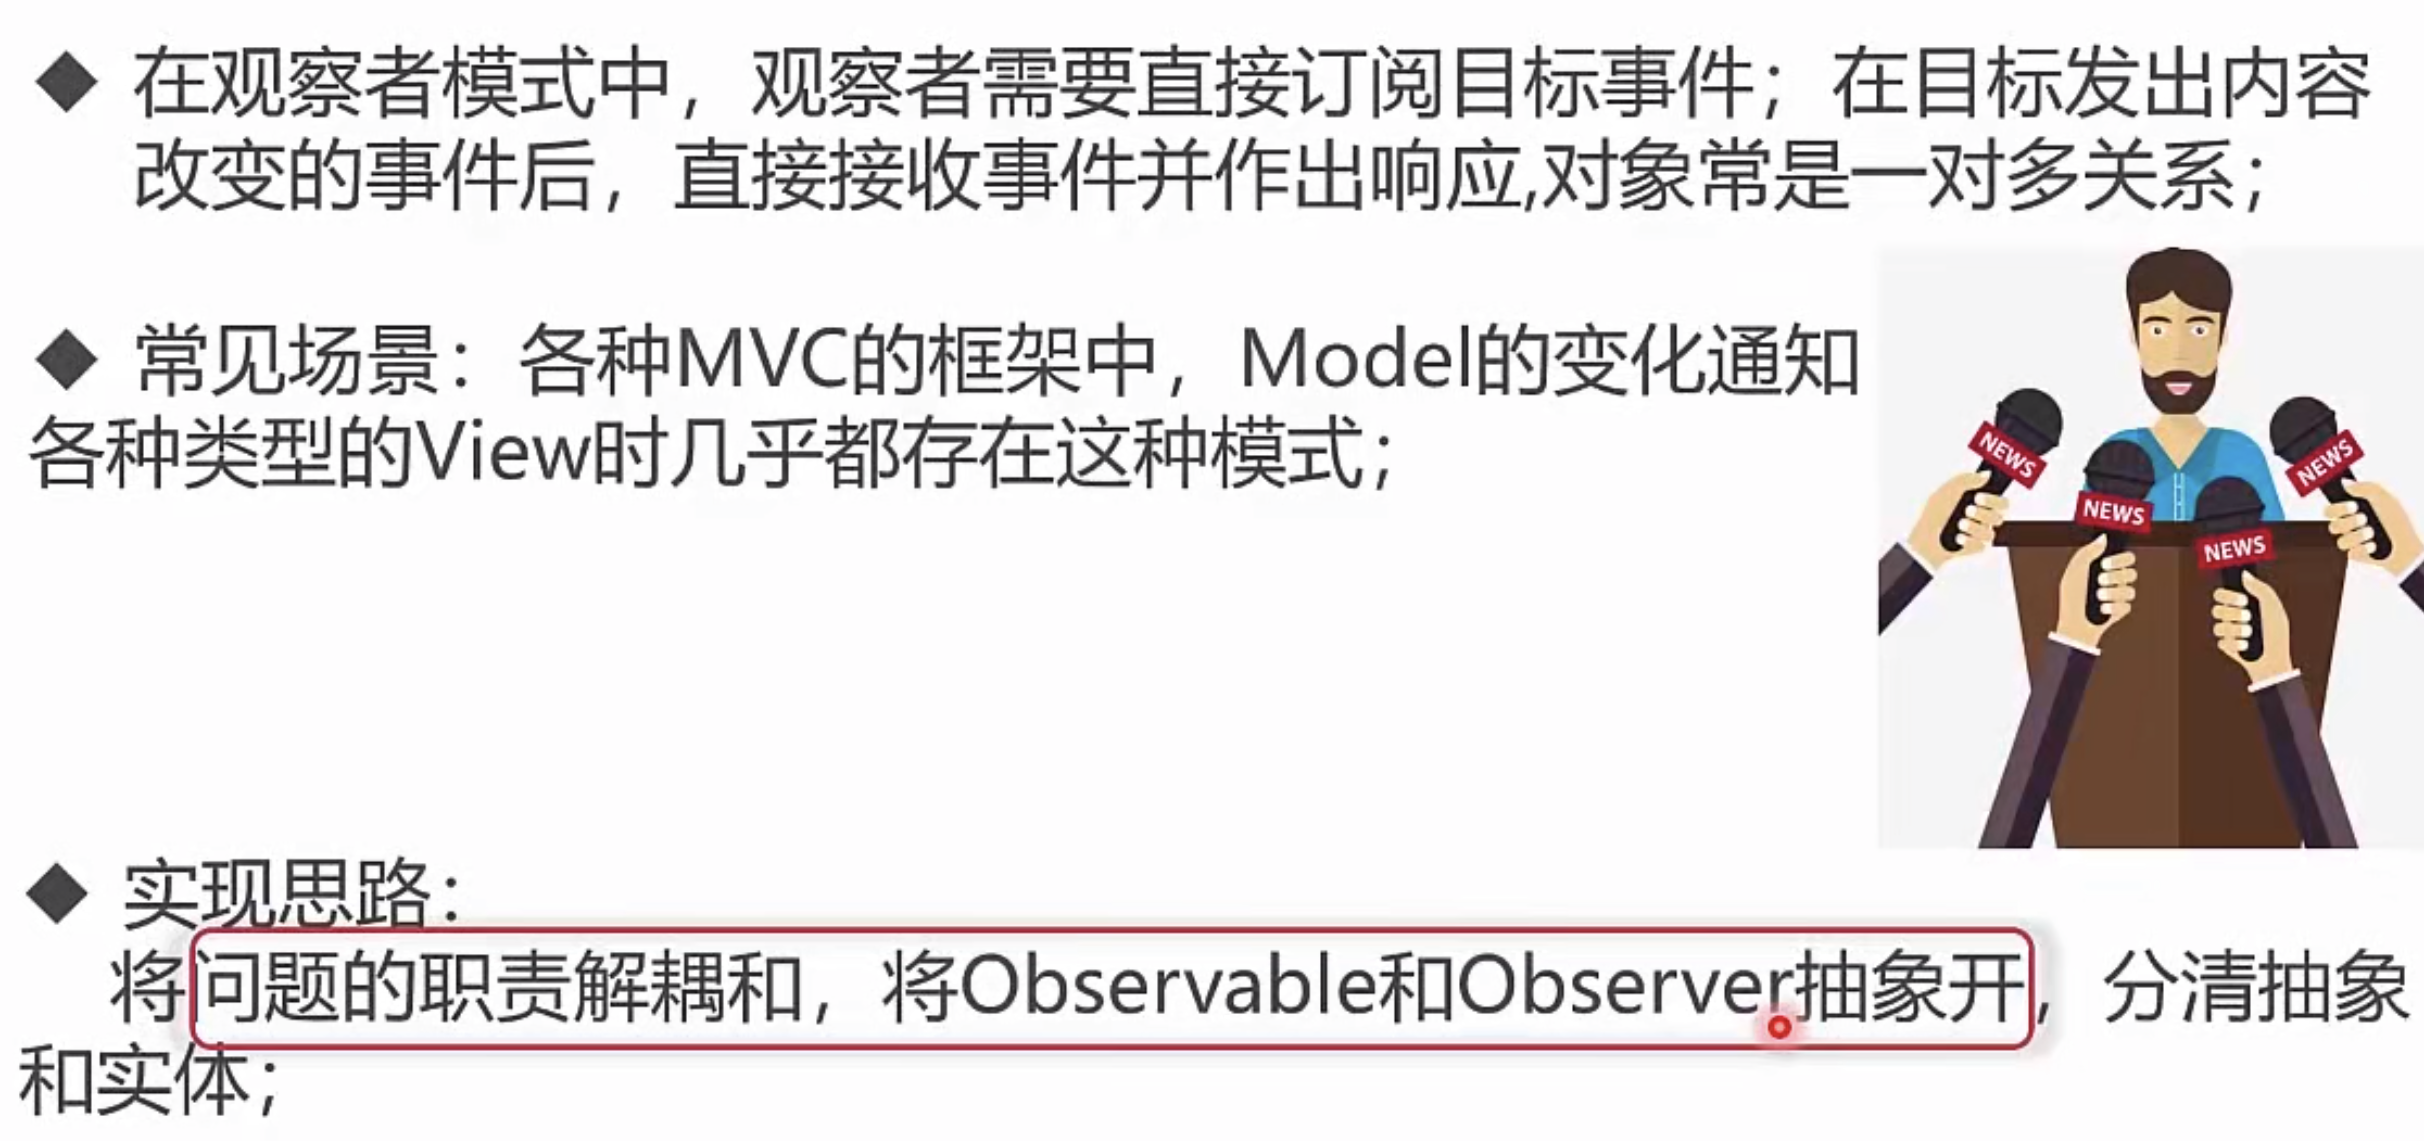 ◆ 在观察者模式中，观察者需要直接订阅目标事件；在目标发出内容
改变的事件后，直接接收事件并作出响应,对象常是一对多关系；
◆ 常见场景：各种MVC的框架中，Model的变化通知
各种类型的View时几乎都存在这种模式；
NEWS
NEWS
NEWS
NEWS
◆ 实现思路：
将问题的职责解耦和，将Observable和Observer抽象开，分清抽象
和实体；